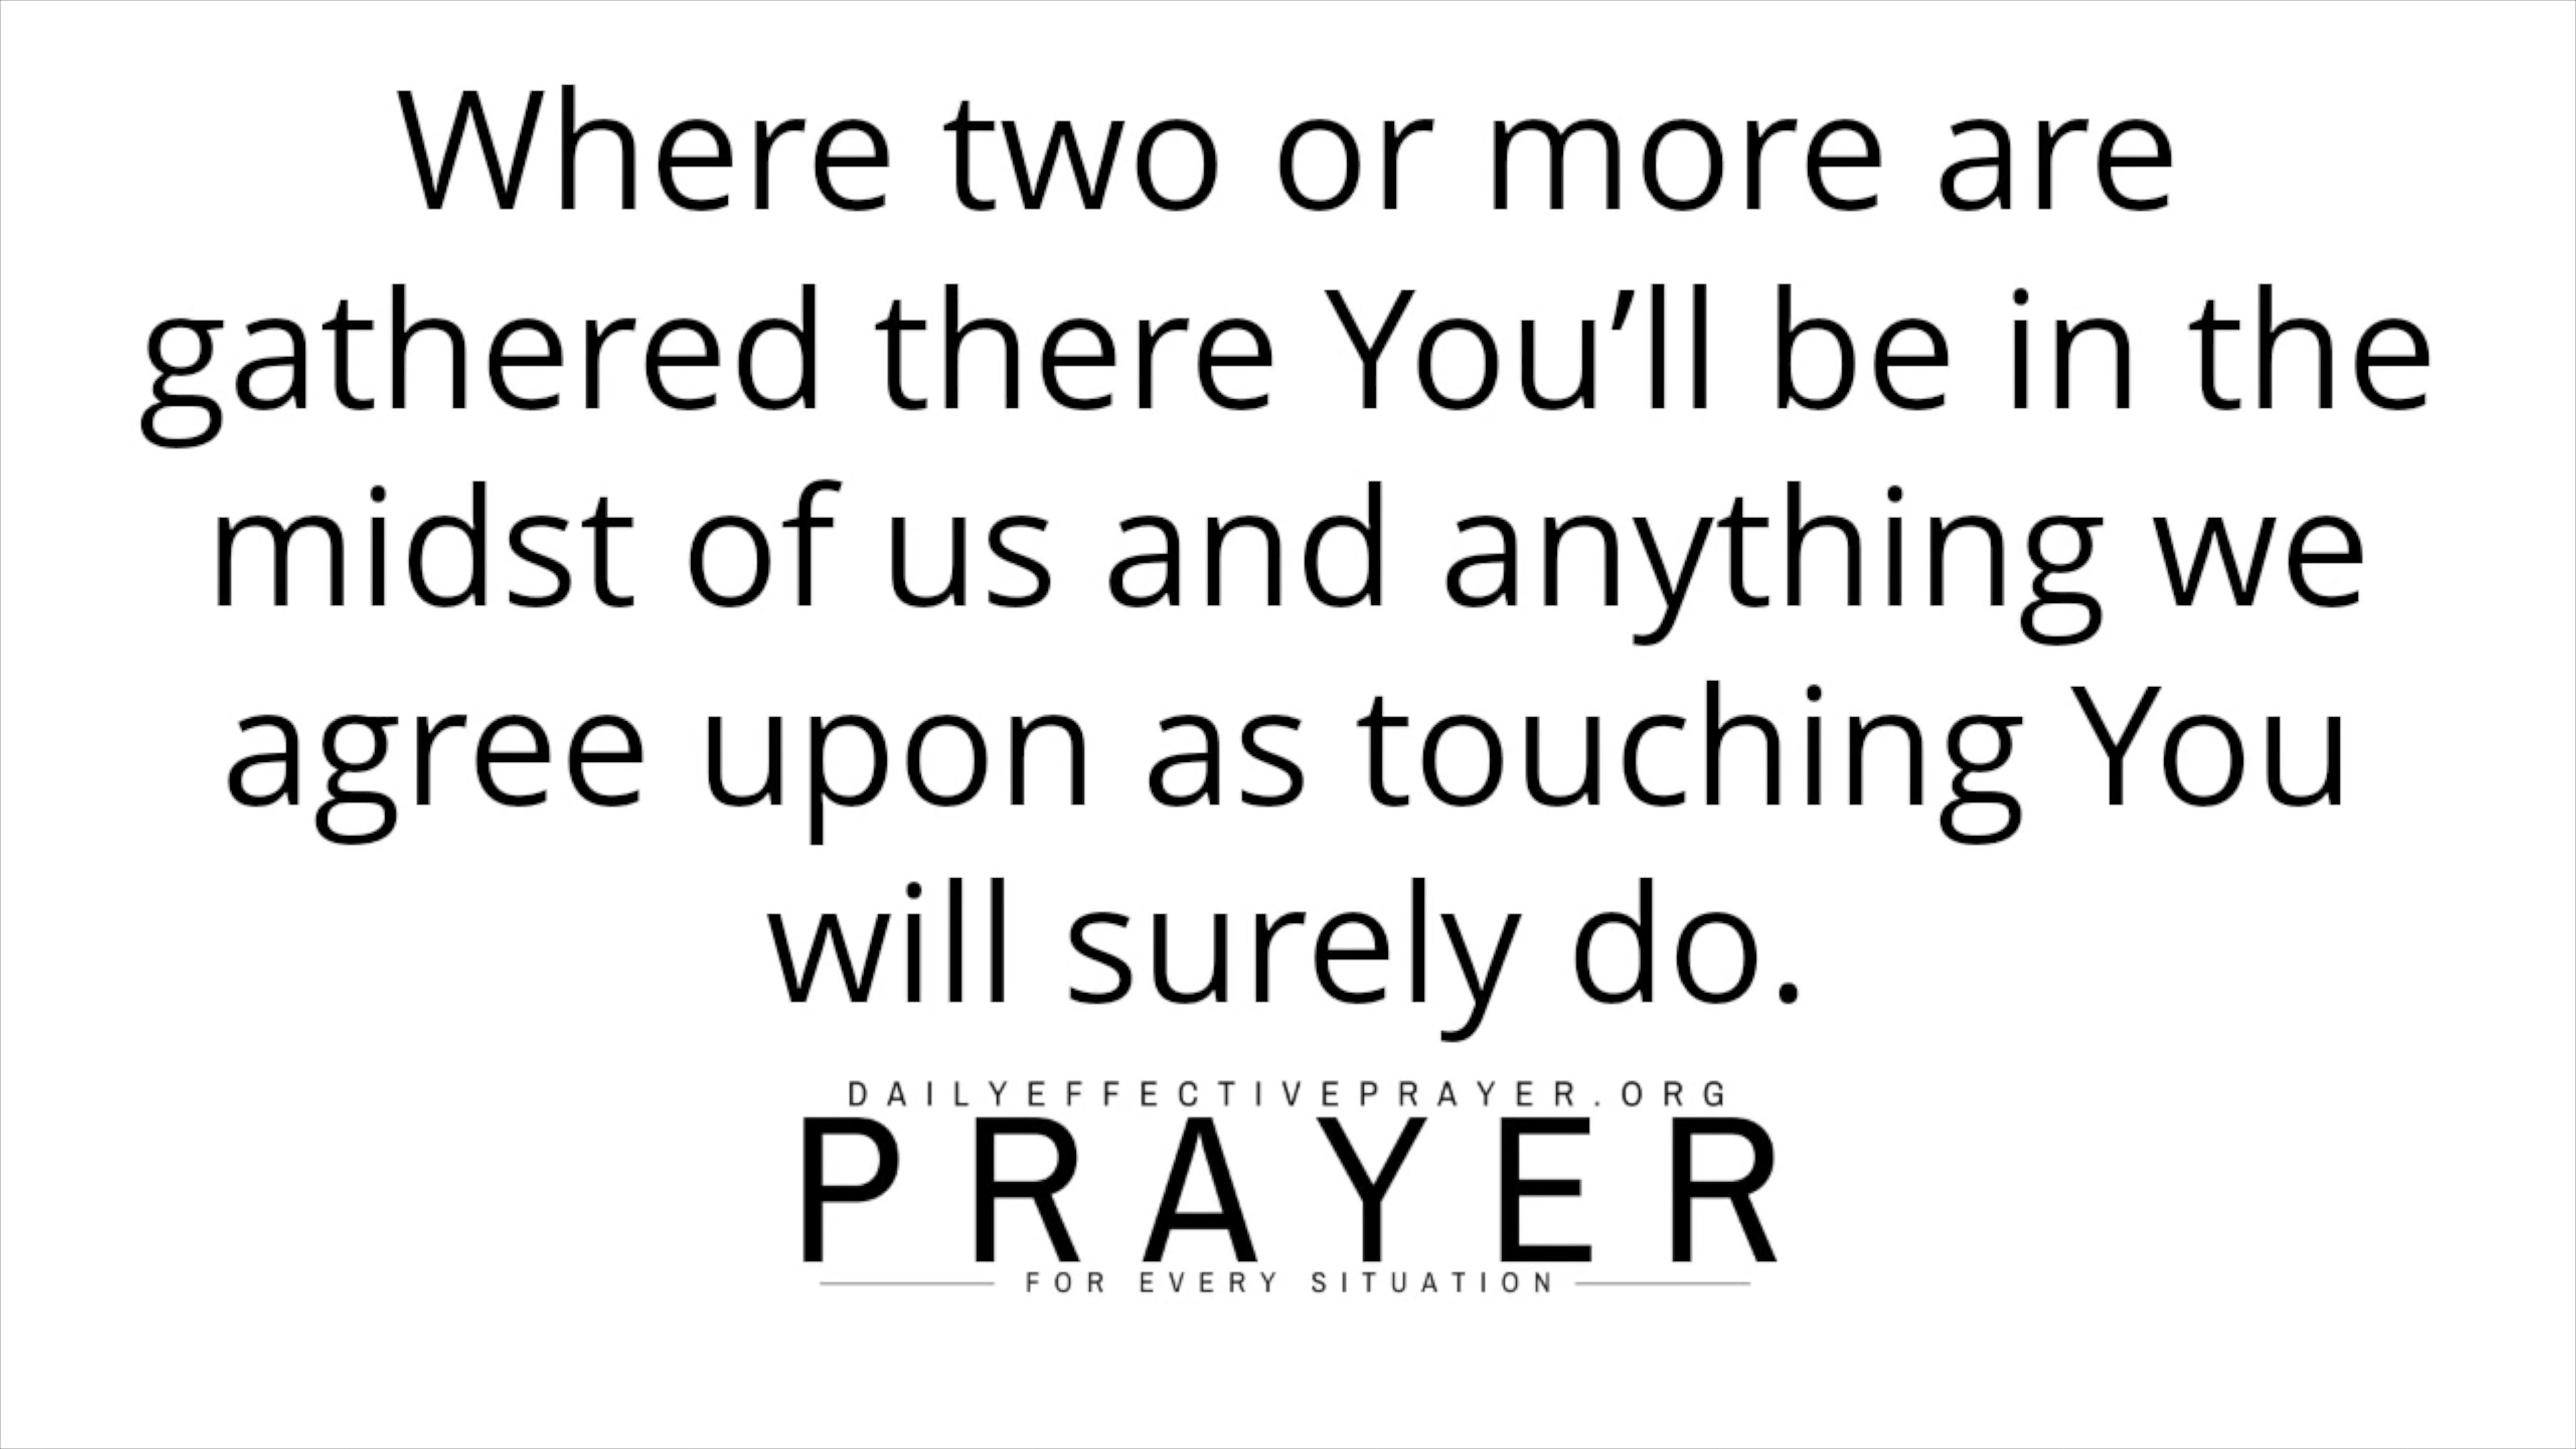 Where two or more are
gathered there You’ll be in the
midst of us and anything we
agree upon as touching You
will surely do.
DAILYEFFECTIVEPRAYER.ORG
PRAYER
FOR EVERY SITUATION